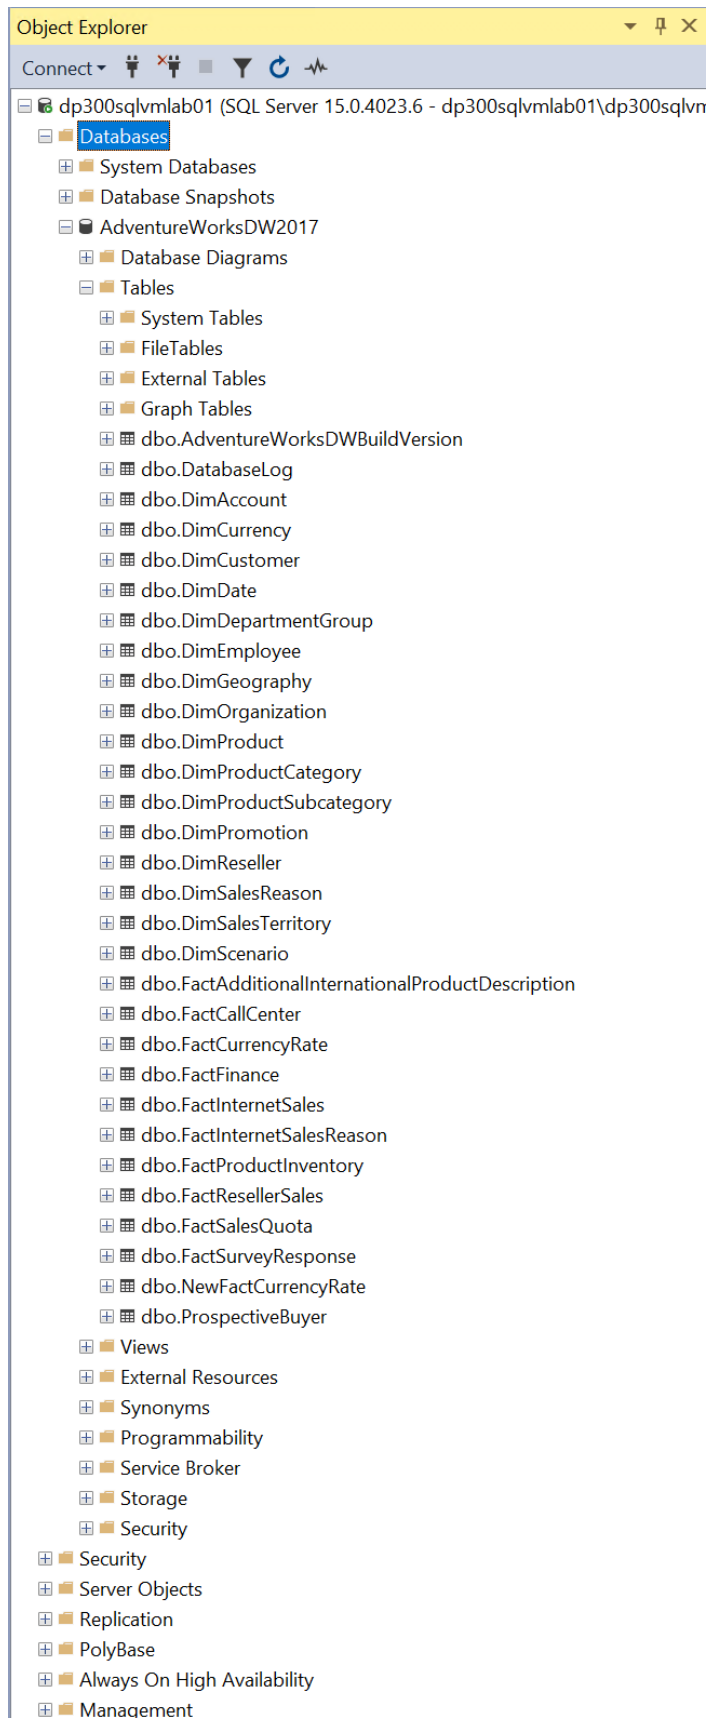 Object Explorer
Connect
dp300sqlvmlab01 (SQL Server 15.0.4023.6 - dp300sqlvmlab01\dp300sqlvm
Databases
System Databases
Database Snapshots
AdventureWorksDW2017
Database Diagrams
Tables
System Tables
FileTables
External Tables
Graph Tables
dbo.AdventureWorksDWBuildVersion
dbo.DatabaseLog
dbo.DimAccount
dbo.DimCurrency
dbo.DimCustomer
dbo.DimDate
dbo.DimDepartmentGroup
dbo.DimEmployee
dbo.DimGeography
dbo.DimOrganization
dbo.DimProduct
dbo.DimProductCategory
dbo.DimProductSubcategory
dbo.DimPromotion
dbo.DimReseller
dbo.DimSalesReason
dbo.DimSalesTerritory
dbo.DimScenario
dbo.FactAdditionalInternationalProductDescription
dbo.FactCallCenter
dbo.FactCurrencyRate
dbo.FactFinance
dbo.FactInternetSales
dbo.FactInternetSalesReason
dbo.FactProductInventory
dbo.FactResellerSales
dbo.FactSalesQuota
dbo.FactSurveyResponse
dbo.NewFactCurrencyRate
dbo.ProspectiveBuyer
Views
External Resources
Synonyms
Programmability
Service Broker
Storage
Security
Security
Server Objects
Replication
PolyBase
Always On High Availability
Management